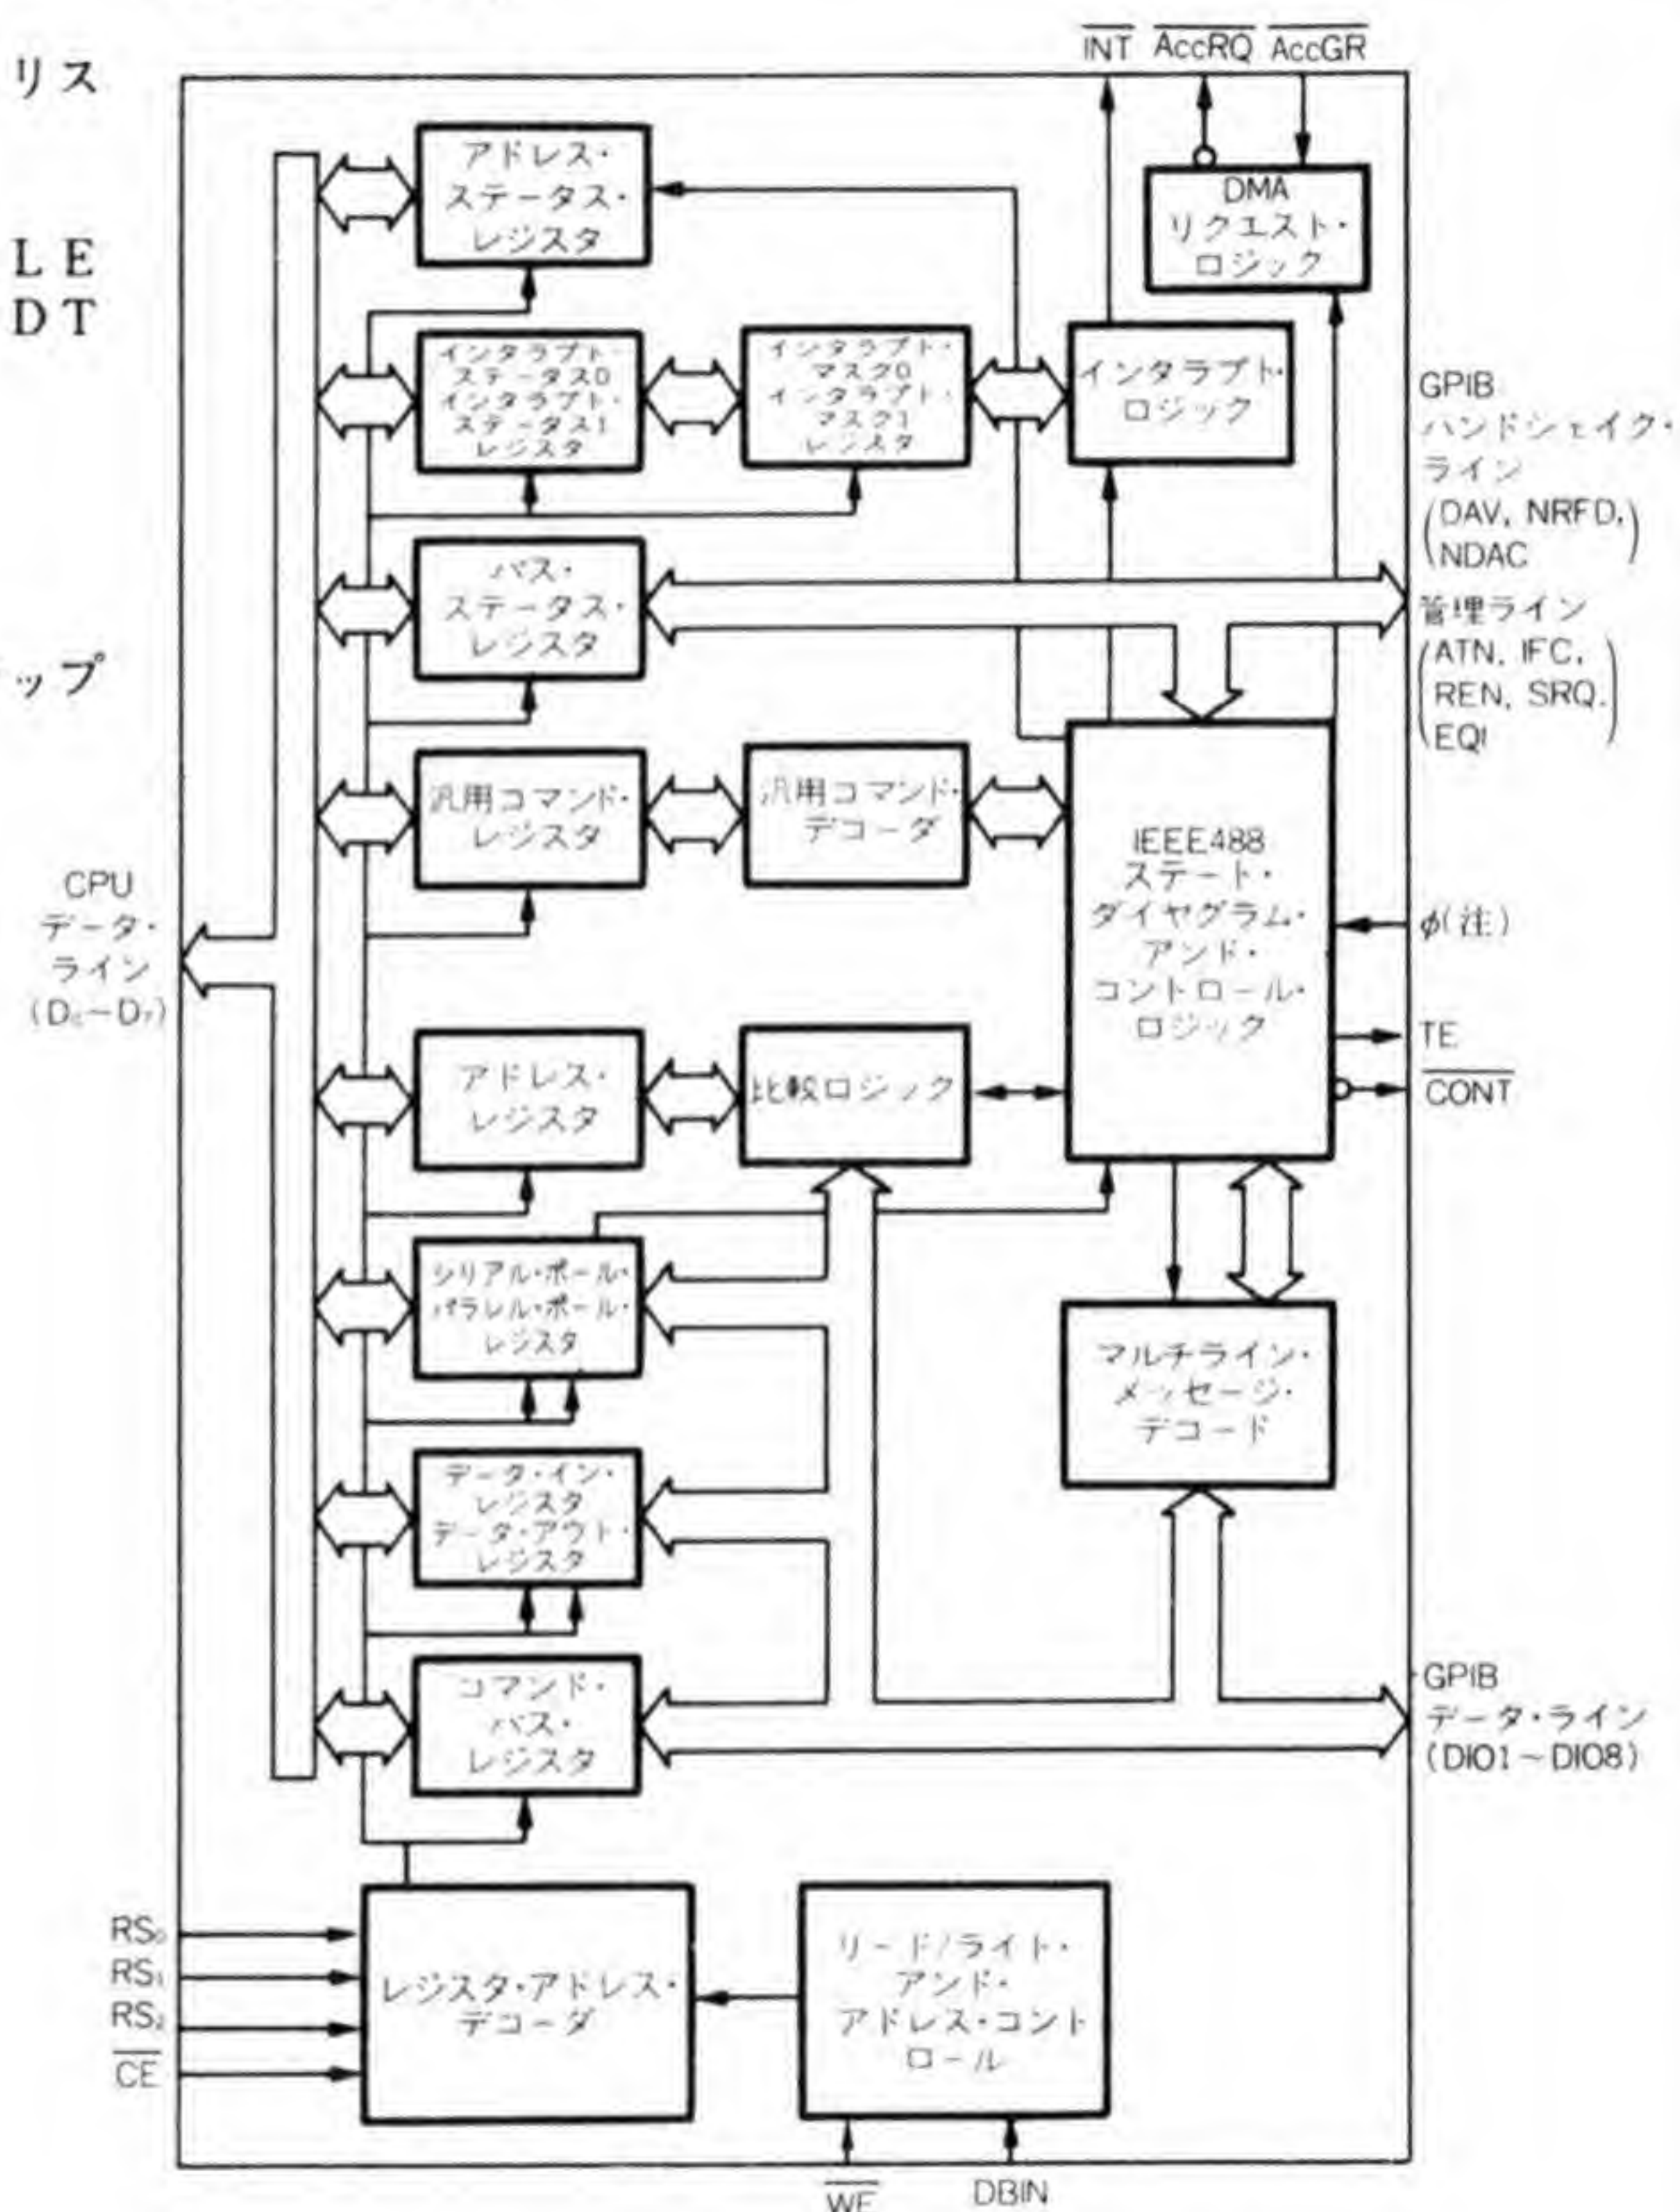 リス
LE
DT
ップ
INT AccRQ AccGR
アドレス・
ステータス・
レジスタ
DMA
リクエスト・
ロジック
インタラプト・
ステータス0
インタラプト・
ステータス1
レジスタ
インタラプト・
マスク0
インタラプト・
マスク1
レジスタ
インタラプト・
ロジック
GPIB
ハンドシェイク・
ライン
(DAV, NRFD,
NDAC)
バス・
ステータス・
レジスタ
管理ライン
(ATN, IFC,
REN, SRQ.
EQI)
汎用コマンド・
レジスタ
汎用コマンド・
デコーダ
IEEE488
ステート・
ダイヤグラム・
アンド・
コントロール・
ロジック
CPU
データ・
ライン
(D₀~D₇)
φ(注)
TE
CONT
アドレス・
レジスタ
比較ロジック
シリアル・ポール・
パラレル・ポール・
レジスタ
マルチライン・
メッセージ・
デコード
データ・イン・
レジスタ
データ・アウト・
レジスタ
コマンド・
パス・
レジスタ
GPIB
データ・ライン
(DIO1~DIO8)
RS₀
RS₁
RS₂
CE
レジスタ・アドレス・
デコーダ
リード/ライト・
アンド・
アドレス・コント
ロール
WE DBIN